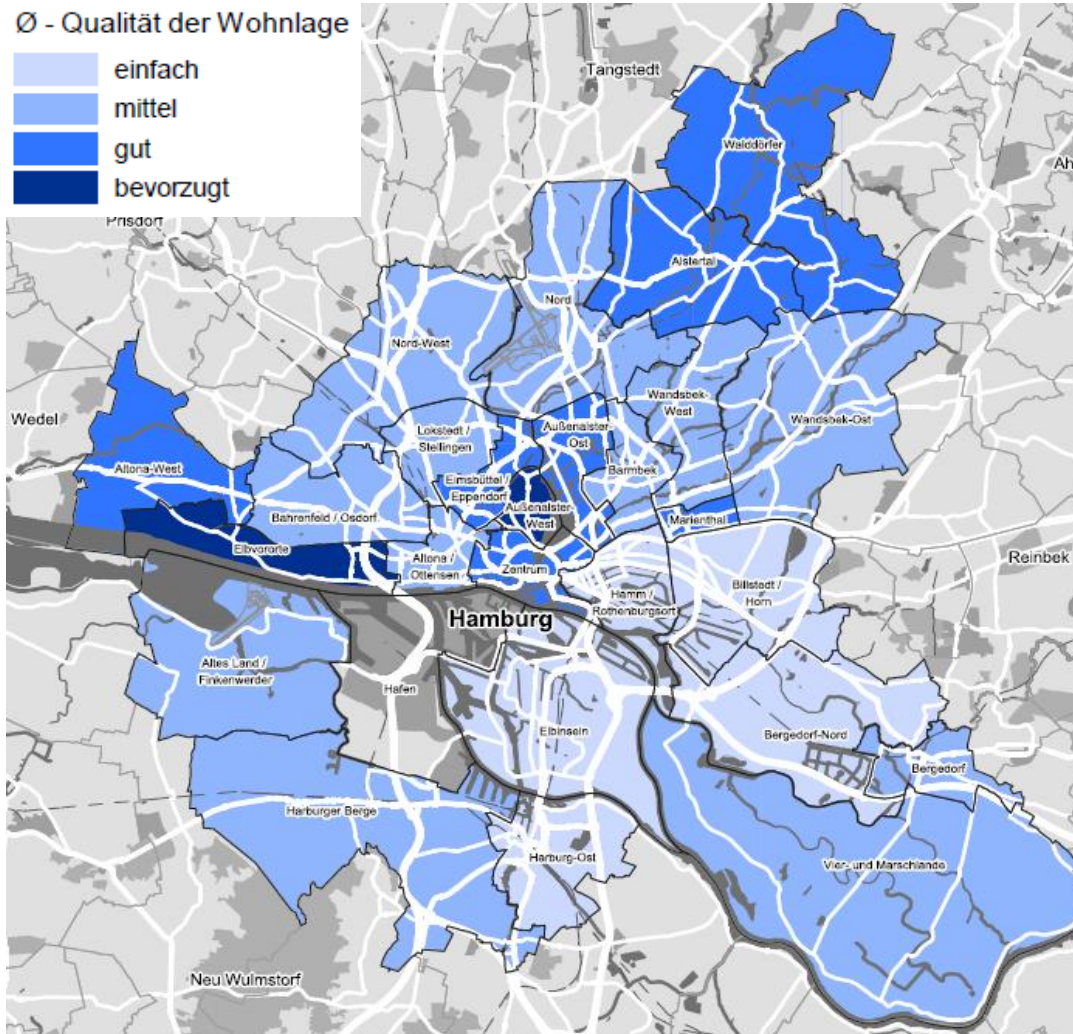 Ø - Qualität der Wohnlage
einfach
mittel
gut
bevorzugt
Tangstedt
Prisdorf
Ah
Walddörfer
Alstertal
Nord
Nord-West
Wandsbek-
West
Wandsbek-Ost
Wedel
Lokstedt /
Stellingen
Außenalster-
Ost
Altona-West
Eimsbüttel /
Eppendorf
Barmbek
Außenalster-
West
Bahrenfeld / Osdorf
Marienthal
Elbvororte
Altona /
Ottensen
Zentrum
Reinbek
Billstedt /
Horn
Hamm /
Rothenburgsort
Hamburg
Altes Land /
Finkenwerder
Hafen
Elbinseln
Bergedorf-Nord
Bergedorf
Harburger Berge
Harburg-Ost
Vier- und Marschlande
Neu Wulmstorf